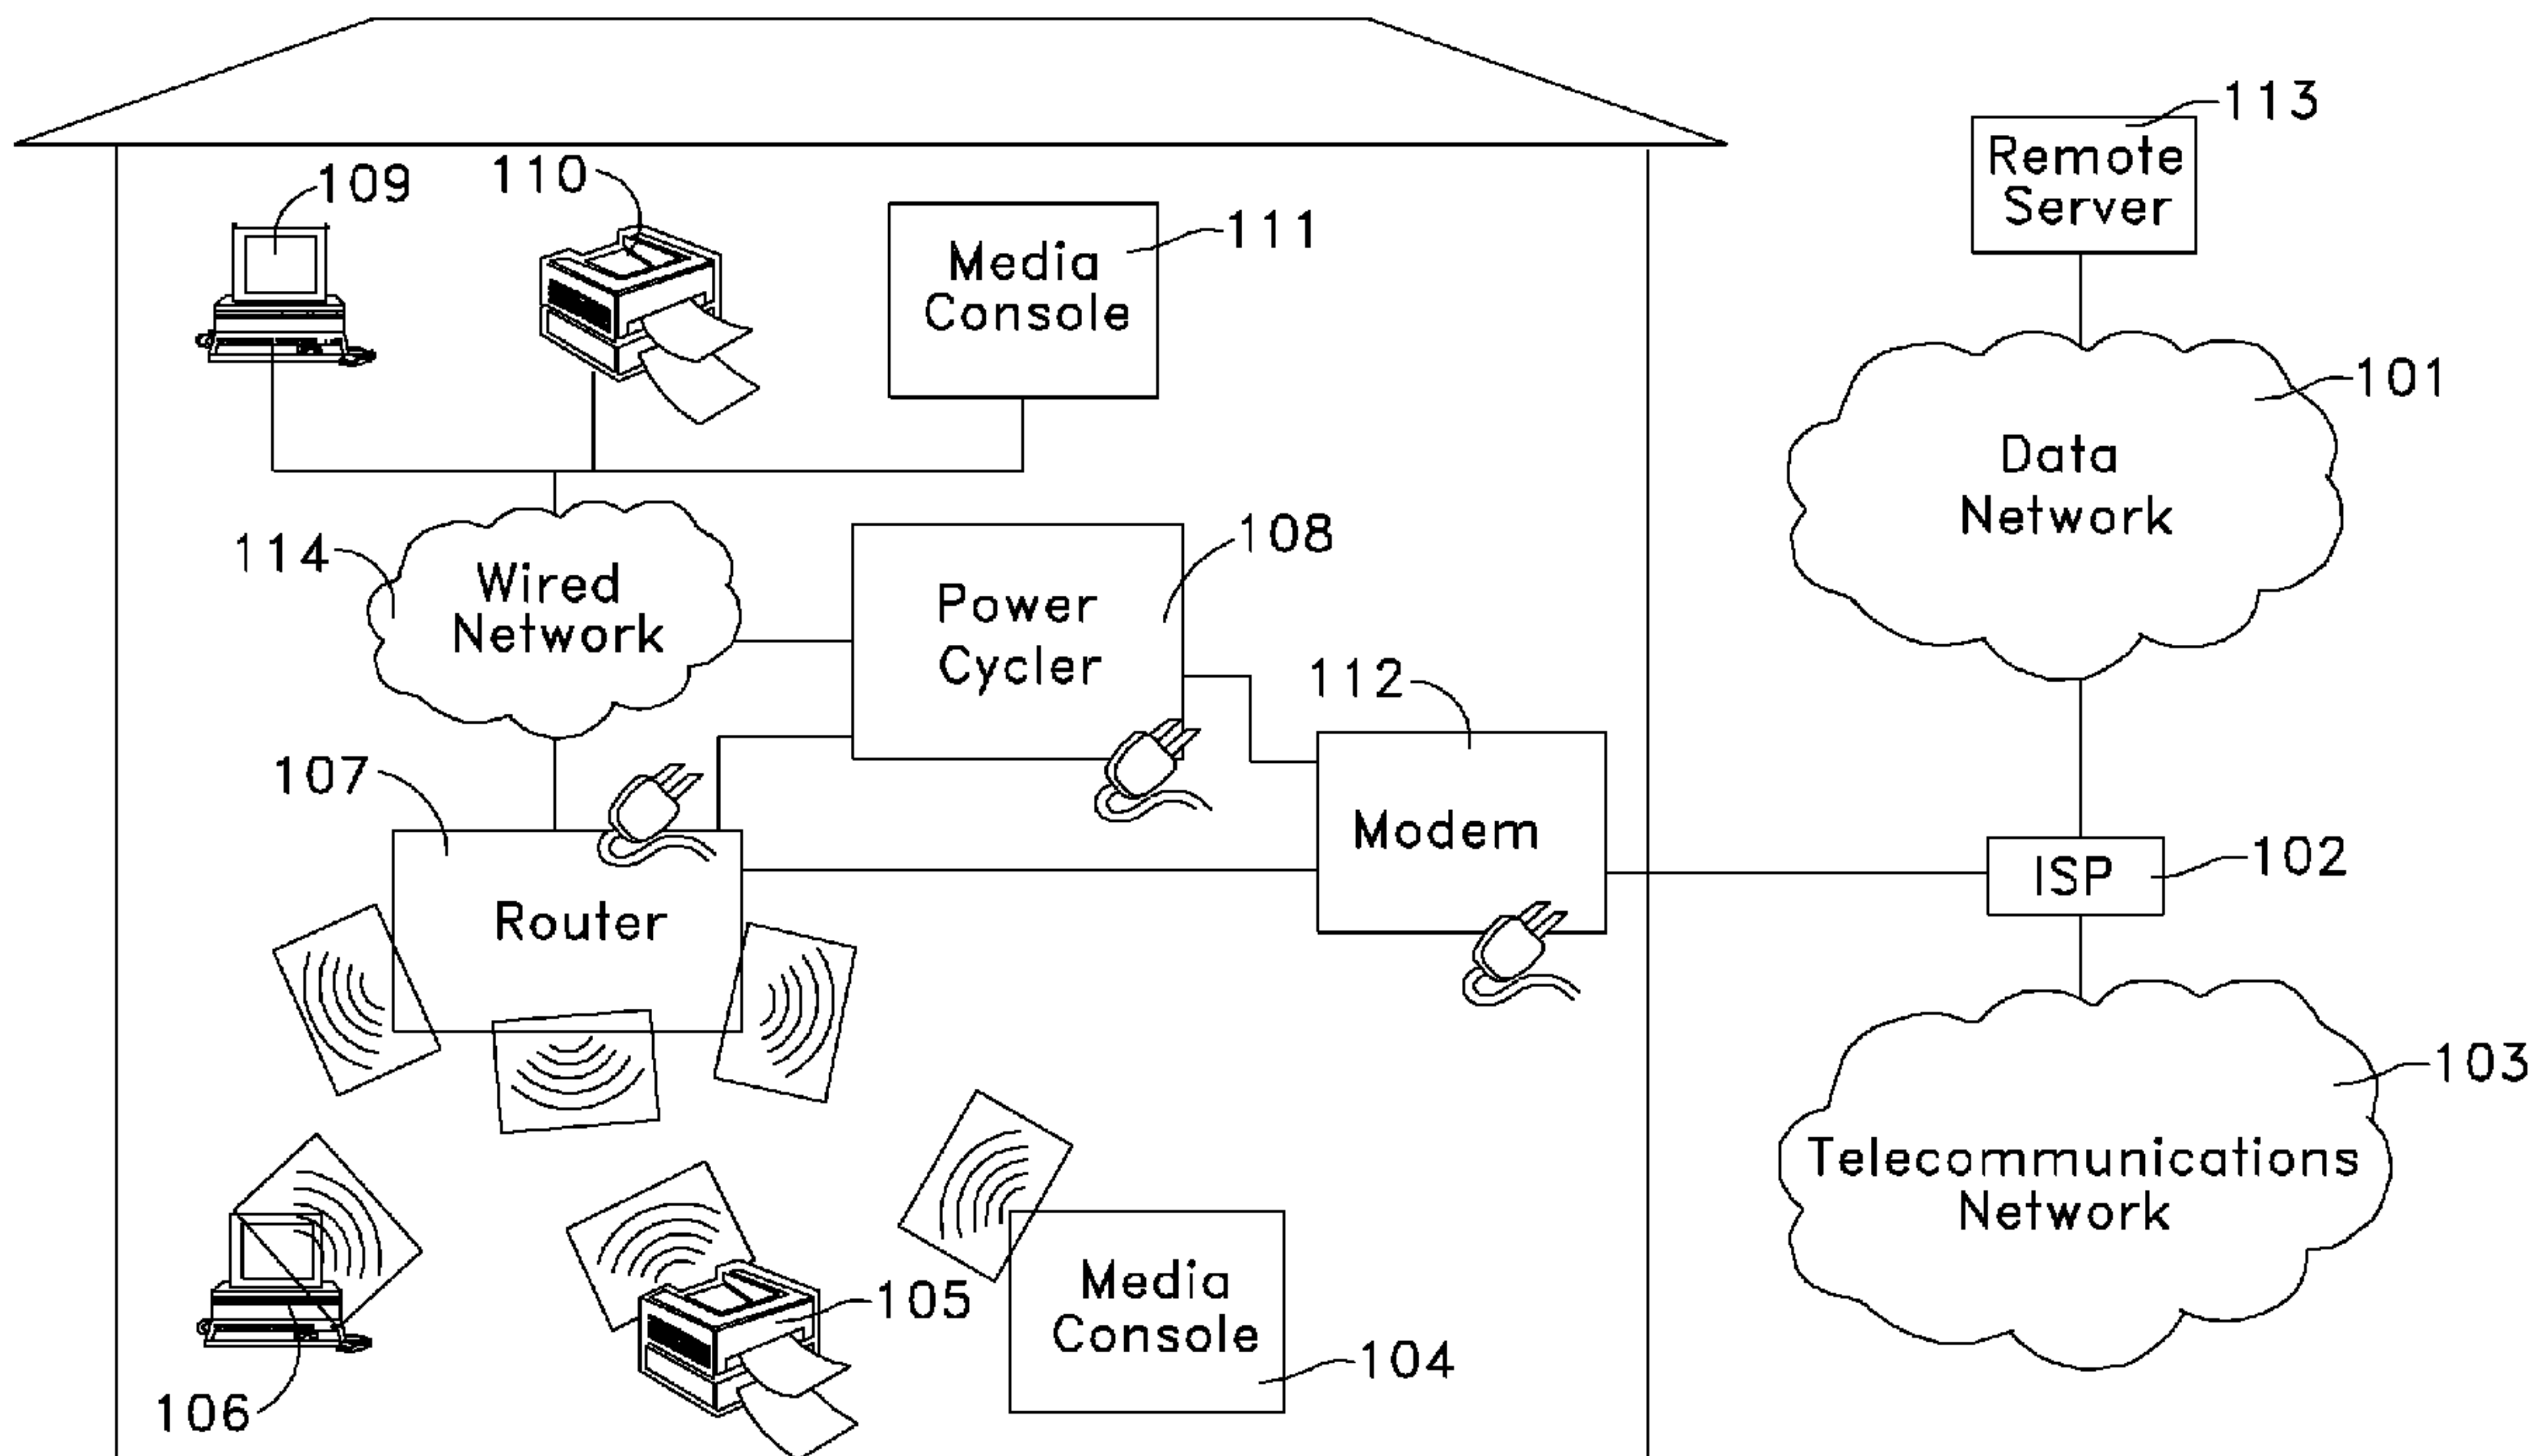 113
Remote
Server
109
110
111
Media
Console
101
Data
Network
114
Wired
Network
108
Power
Cycler
112
Modem
107
Router
ISP
102
103
Telecommunications
Network
106
105
Media
Console
104